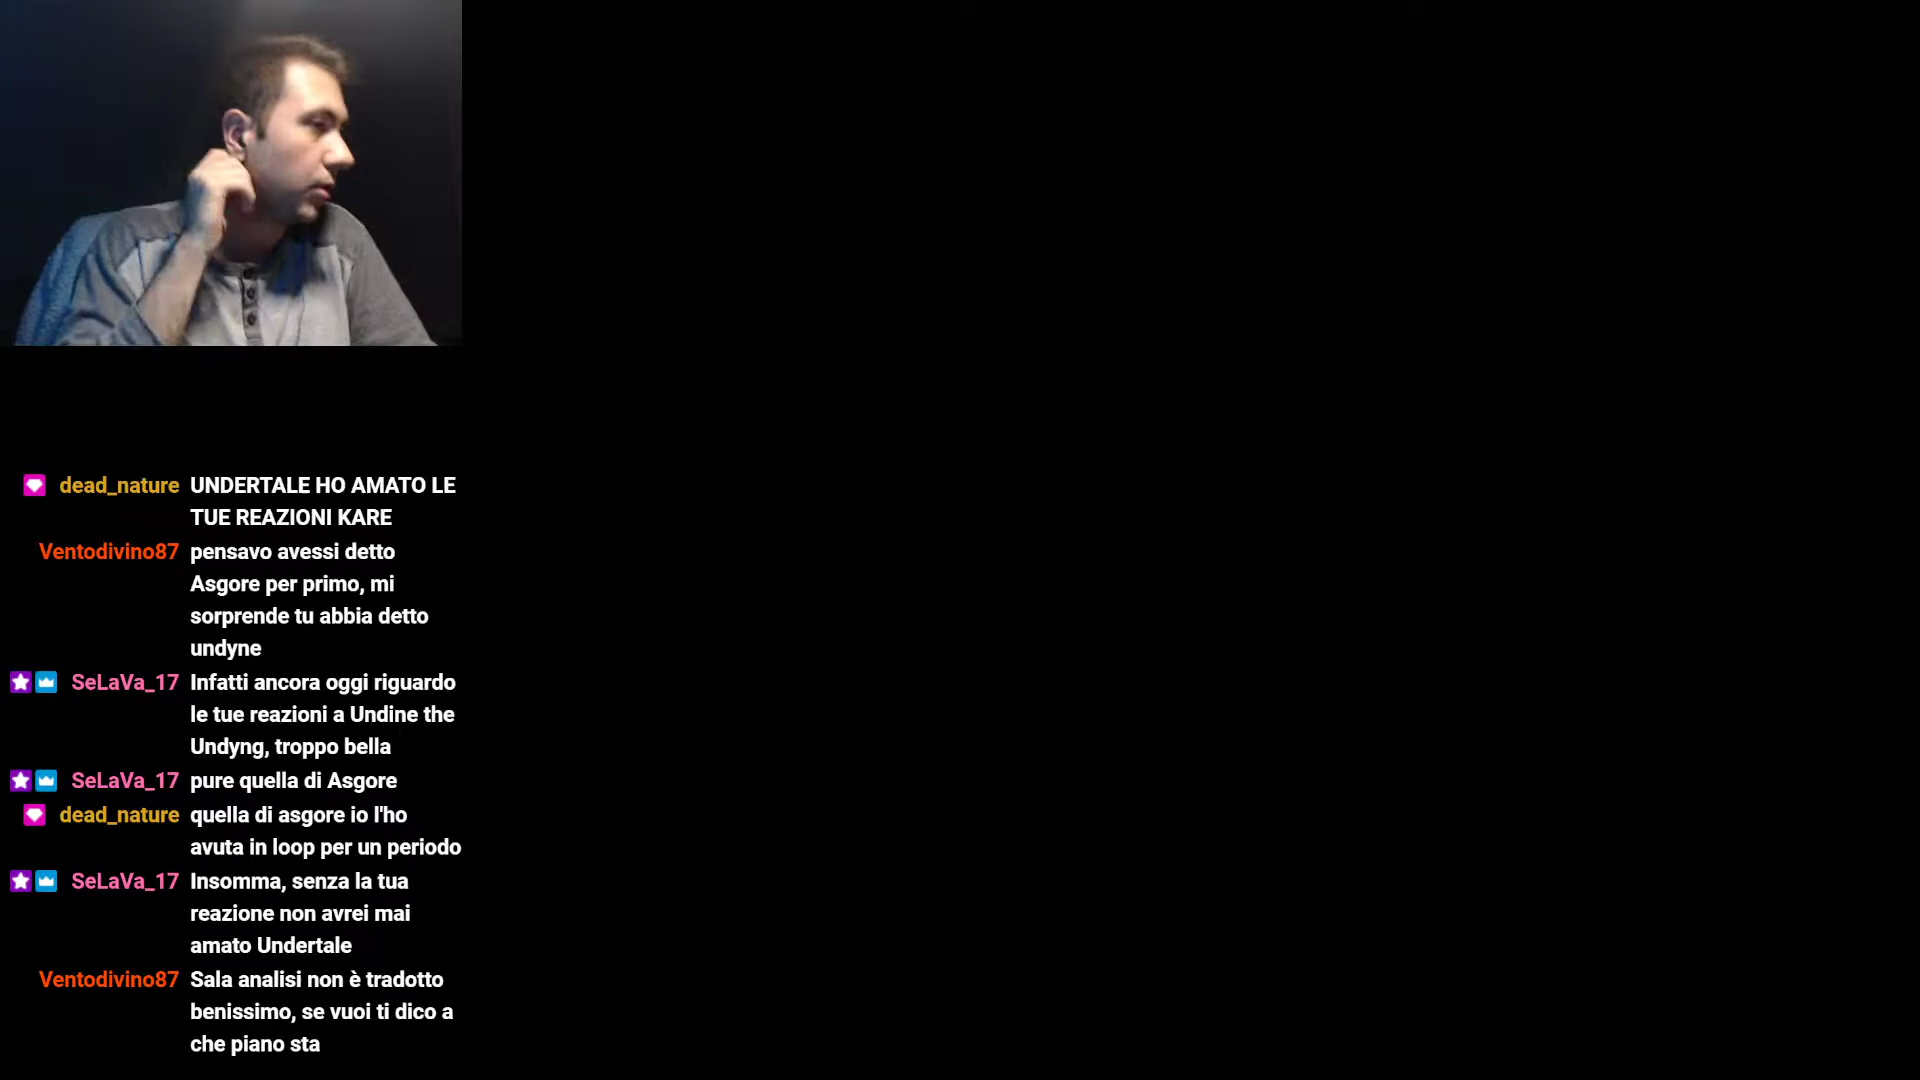 dead_nature UNDERTALE HO AMATO LE
TUE REAZIONI KARE
Ventodivino87 pensavo avessi detto
Asgore per primo, mi
sorprende tu abbia detto
undyne
SeLaVa_17 Infatti ancora oggi riguardo
le tue reazioni a Undine the
Undyng, troppo bella
SeLaVa_17 pure quella di Asgore
dead_nature quella di asgore io l'ho
avuta in loop per un periodo
SeLaVa_17 Insomma, senza la tua
reazione non avrei mai
amato Undertale
Ventodivino87 Sala analisi non è tradotto
benissimo, se vuoi ti dico a
che piano sta